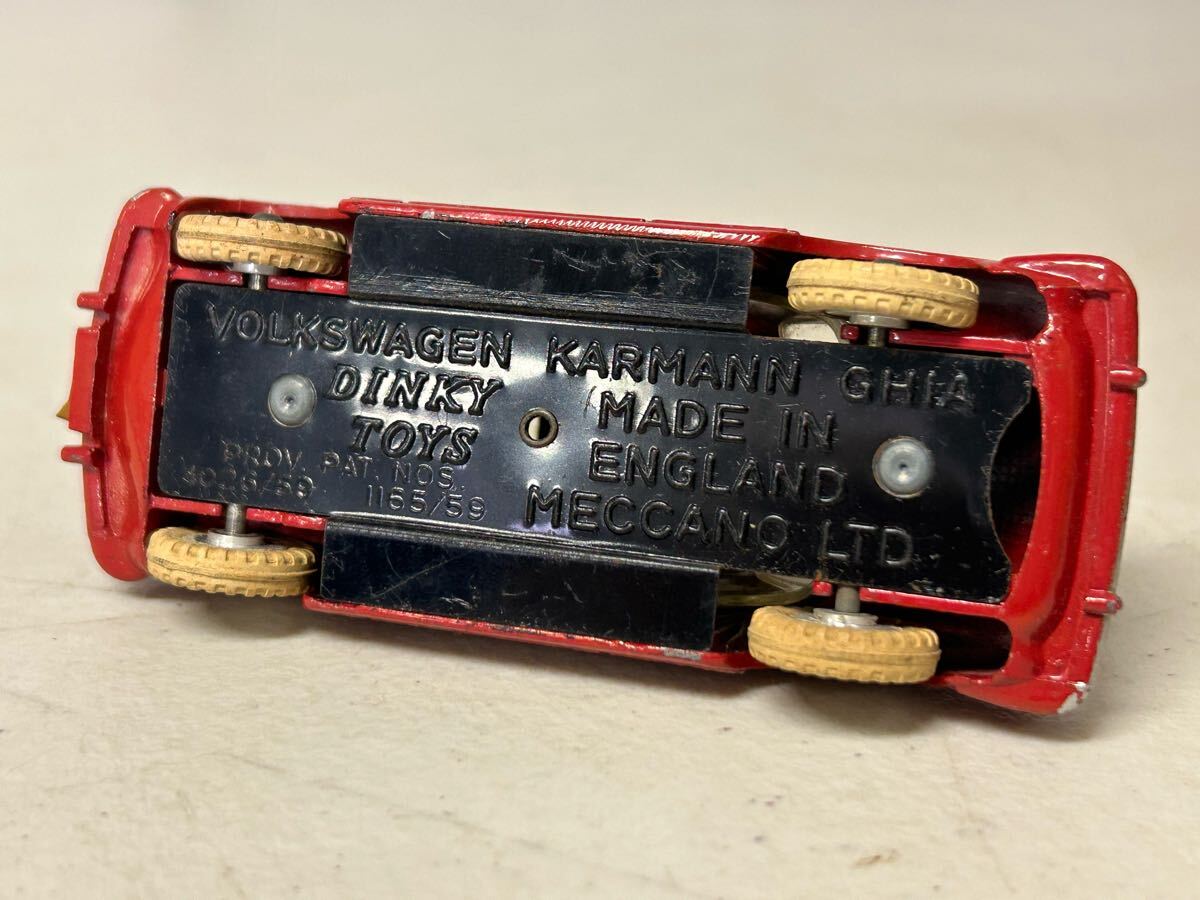 VOLKSWAGEN KARMANN GHIA
DINKY
TOYS
MADE IN
ENGLAND
MECCANO LTD
PROV. PAT. NOS.
1165/59